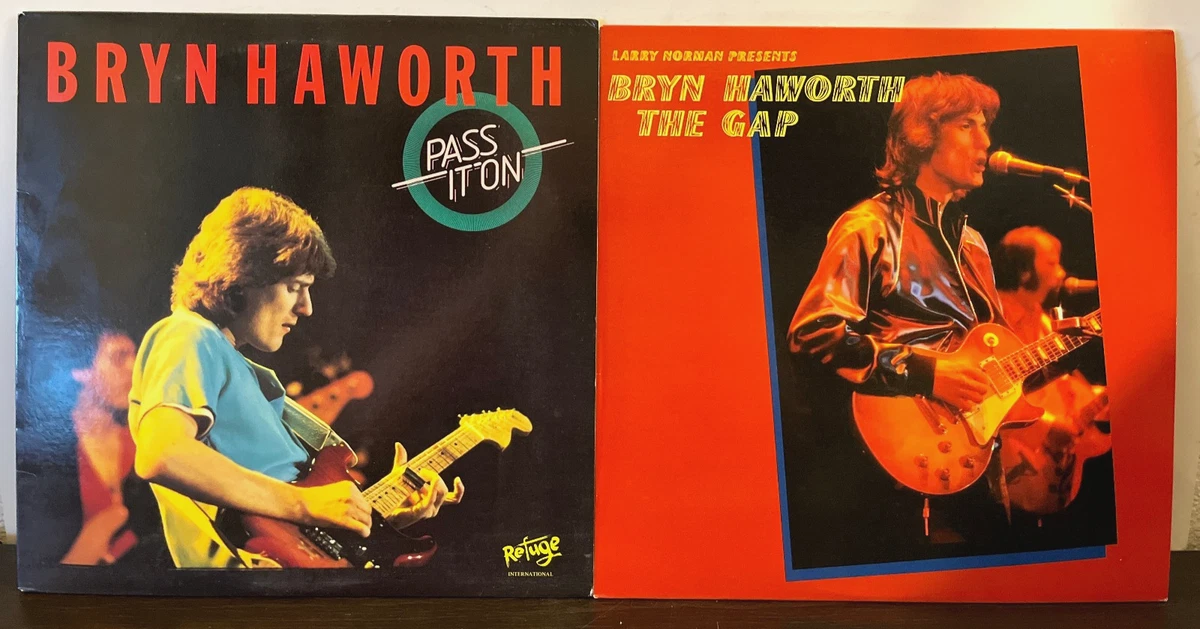 BRYN HAWORTH
PASS
IT ON
Refuge
INTERNATIONAL
LARRY NORMAN PRESENTS
BRYN HAWORTH
THE GAP